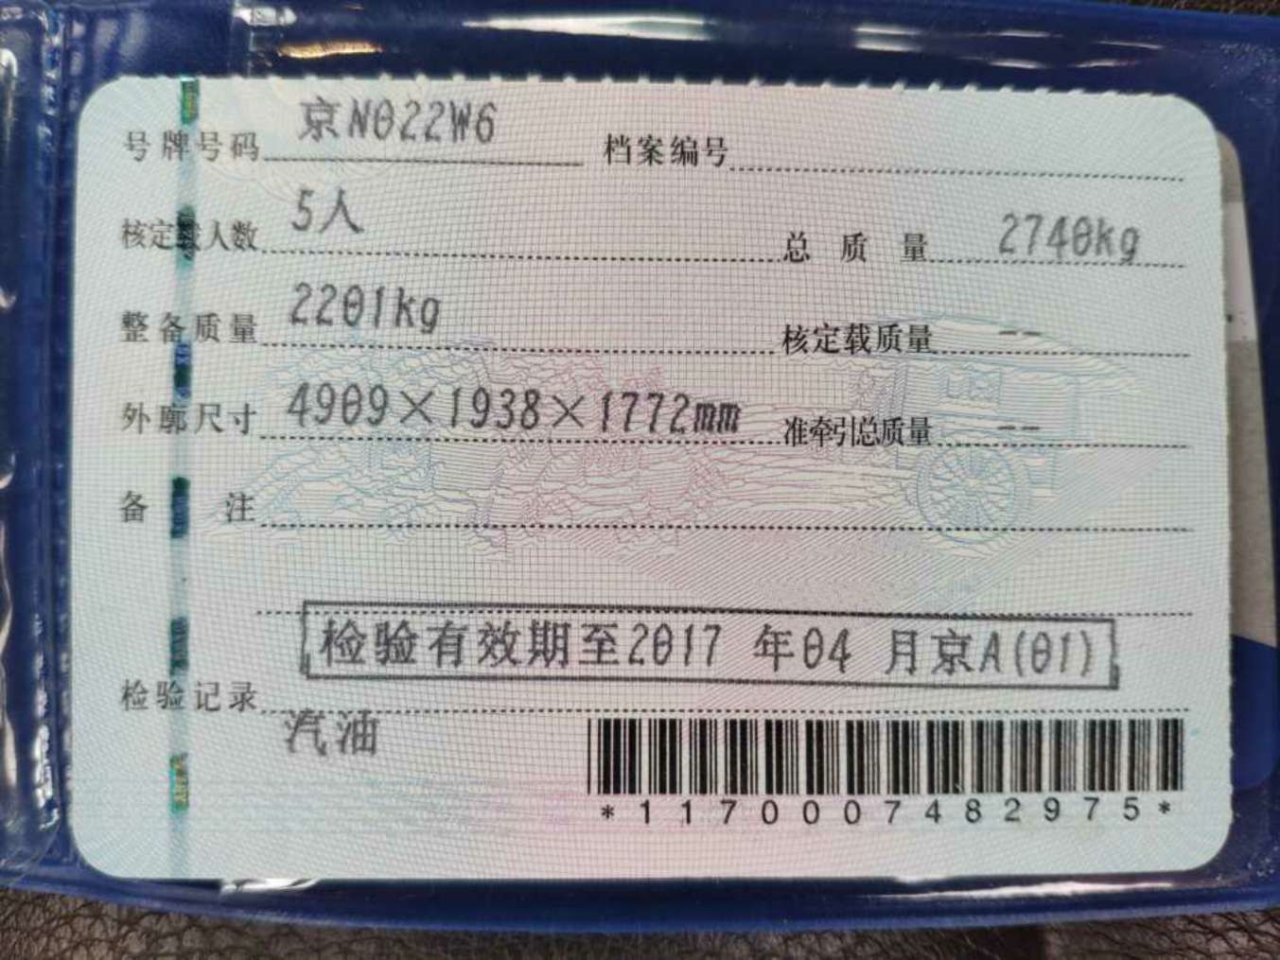 号牌号码 京N022W6 档案编号
核定载人数 5人 总质量 2740kg
整备质量 2201kg 核定载质量 --
外廓尺寸 4909×1938×1772mm 准牵引总质量 --
备注
检验有效期至2017 年04 月京A(01)
检验记录
汽油
*1170007482975*